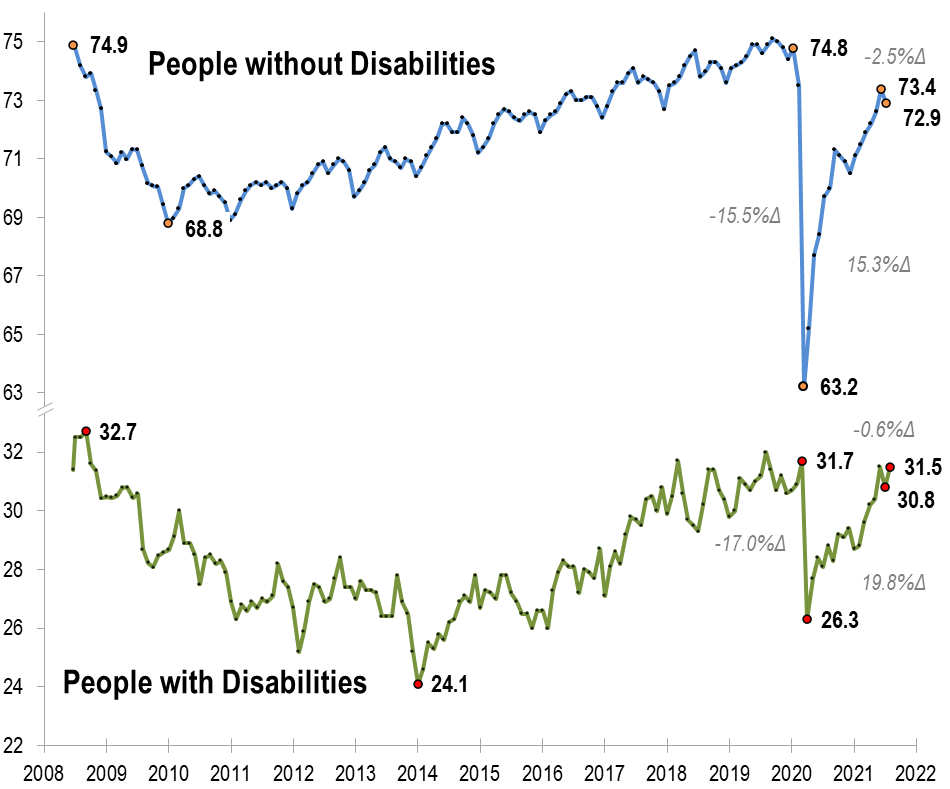 75
74.9
People without Disabilities
74.8
-2.5%Δ
73.4
72.9
73
71
69
68.8
-15.5%Δ
15.3%Δ
67
65
63
63.2
32
32.7
-0.6%Δ
31.7
31.5
30.8
30
-17.0%Δ
28
19.8%Δ
26
26.3
People with Disabilities
24.1
24
22
2008 2009 2010 2011 2012 2013 2014 2015 2016 2017 2018 2019 2020 2021 2022